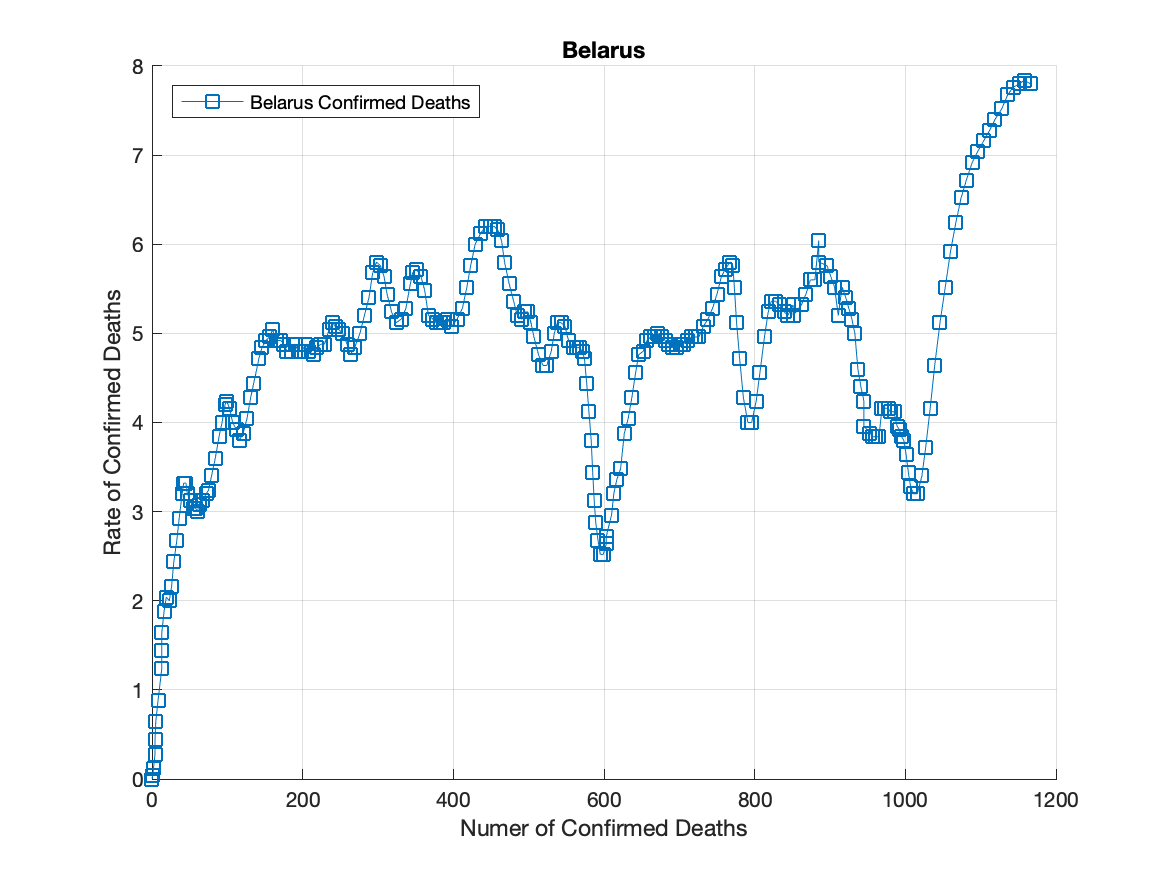 Belarus
Belarus Confirmed Deaths
8
7
6
5
4
3
2
1
0
Rate of Confirmed Deaths
0 200 400 600 800 1000 1200
Numer of Confirmed Deaths